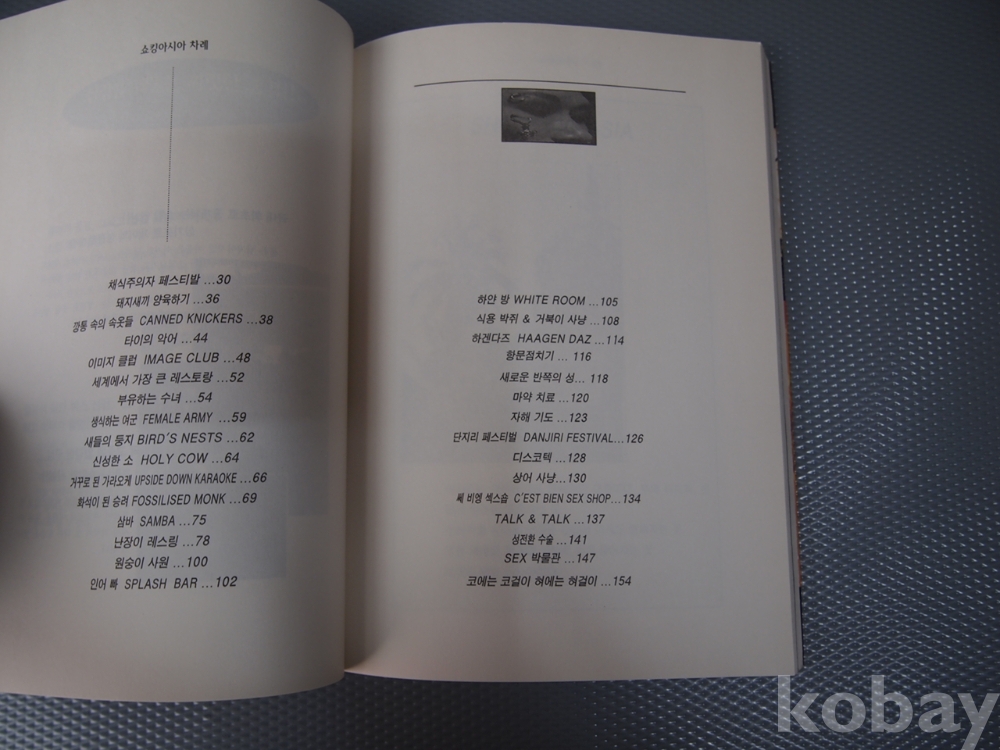 쇼킹아시아 차례
채식주의자 페스티발 ...30
돼지새끼 양육하기 ...36
깡통 속의 속옷들 CANNED KNICKERS ...38
타이의 악어 ...44
이미지 클럽 IMAGE CLUB ...48
세계에서 가장 큰 레스토랑 ...52
부유하는 수녀 ...54
생식하는 여군 FEMALE ARMY ...59
새들의 둥지 BIRD'S NESTS ...62
신성한 소 HOLY COW ...64
거꾸로 된 가라오케 UPSIDE DOWN KARAOKE ...66
화석이 된 승려 FOSSILISED MONK ...69
삼바 SAMBA ...75
난장이 레스링 ...78
원숭이 사원 ...100
인어 빠 SPLASH BAR ...102
하얀 방 WHITE ROOM ...105
식용 박쥐 & 거북이 사냥 ...108
하겐다즈 HAAGEN DAZ ...114
항문점치기 ... 116
새로운 반쪽의 성... 118
마약 치료 ...120
자해 기도 ...123
단지리 페스티벌 DANJIRI FESTIVAL...126
디스코텍 ...128
상어 사냥...130
쎄 비엥 섹스숍 C'EST BIEN SEX SHOP...134
TALK & TALK ...137
성전환 수술 ...141
SEX 박물관 ...147
코에는 코걸이 혀에는 혀걸이 ...154
kobay